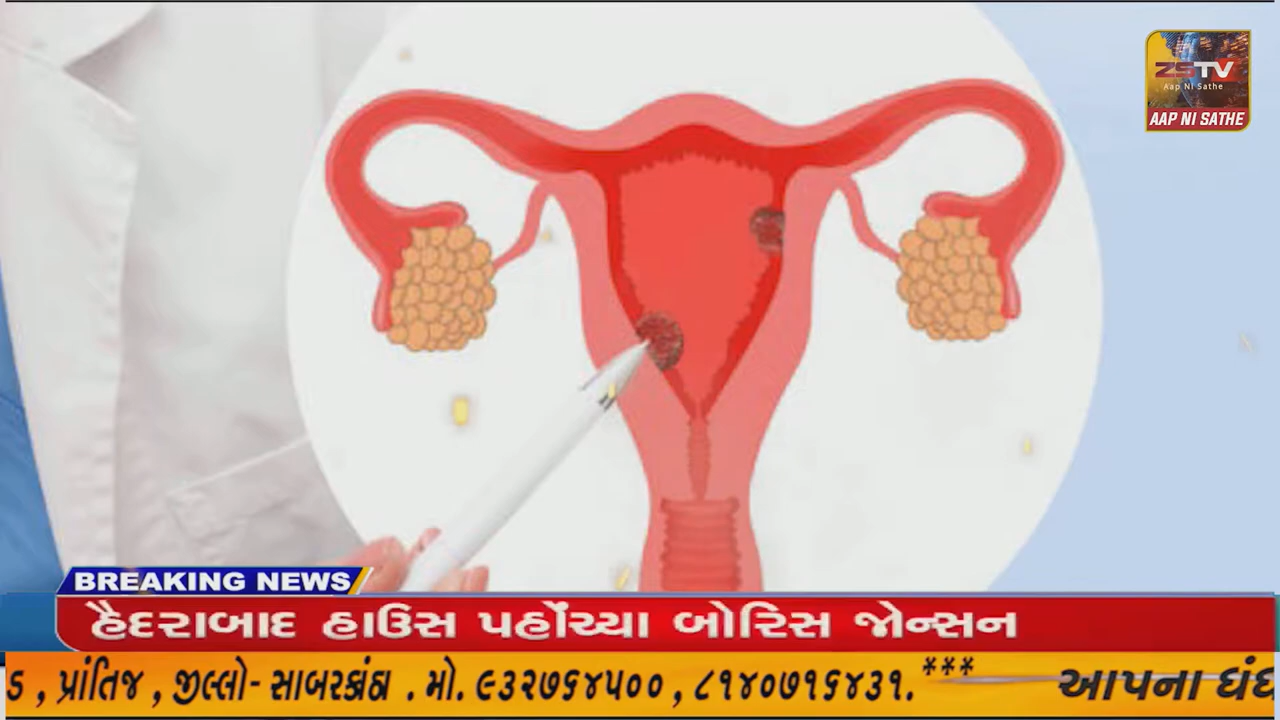 ZSTV
Aap Ni Sathe
AAP NI SATHE
BREAKING NEWS
હૈદરાબાદ હાઉસ પહોંચ્યા બોરિસ જોન્સન
, પ્રાંતિજ , જીલ્લો- સાબરકાંઠા . મો. ૯૩૨૭૬૪૫૦૦ , ૮૧૪૦૭૧૬૪૩૧.*** આપના